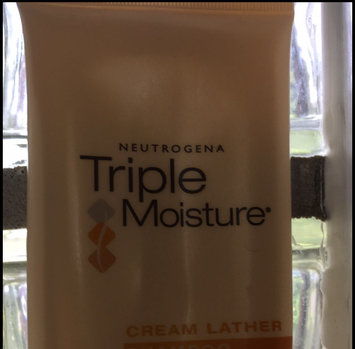 NEUTROGENA
Triple
Moisture®
CREAM LATHER